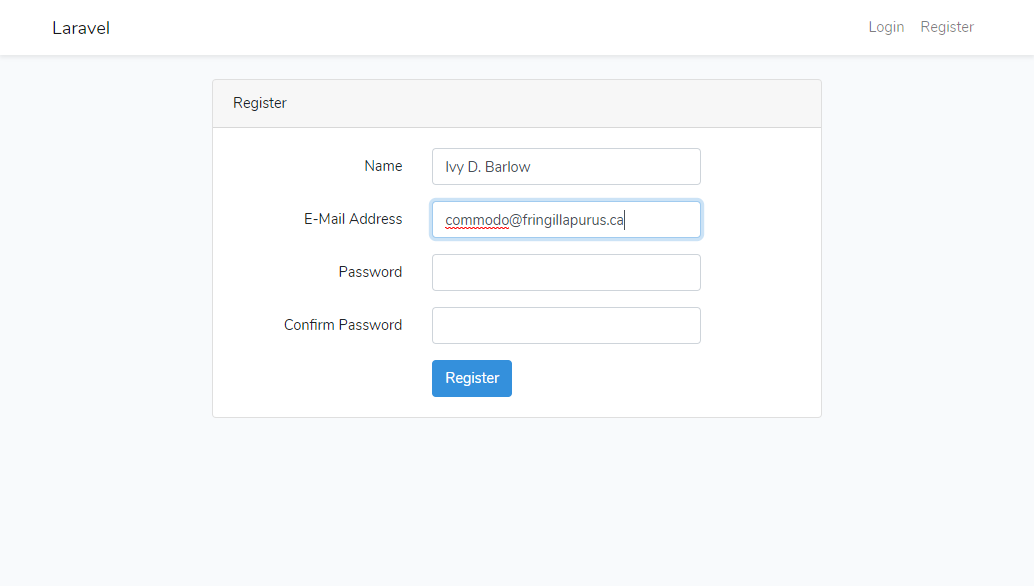 Laravel Login Register
Register
Name Ivy D. Barlow
E-Mail Address commodo@fringillapurus.ca
Password
Confirm Password
Register